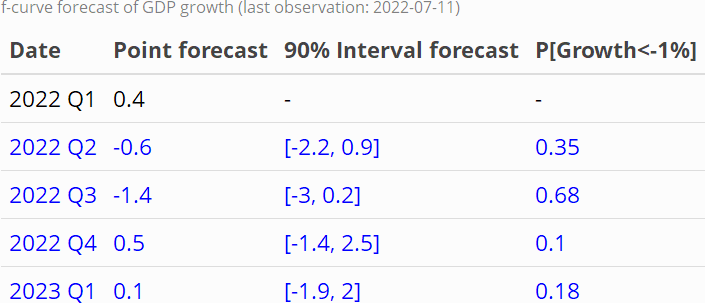 f-curve forecast of GDP growth (last observation: 2022-07-11)
Date Point forecast 90% Interval forecast P[Growth<-1%]
2022 Q1 0.4 - -
2022 Q2 -0.6 [-2.2, 0.9] 0.35
2022 Q3 -1.4 [-3, 0.2] 0.68
2022 Q4 0.5 [-1.4, 2.5] 0.1
2023 Q1 0.1 [-1.9, 2] 0.18